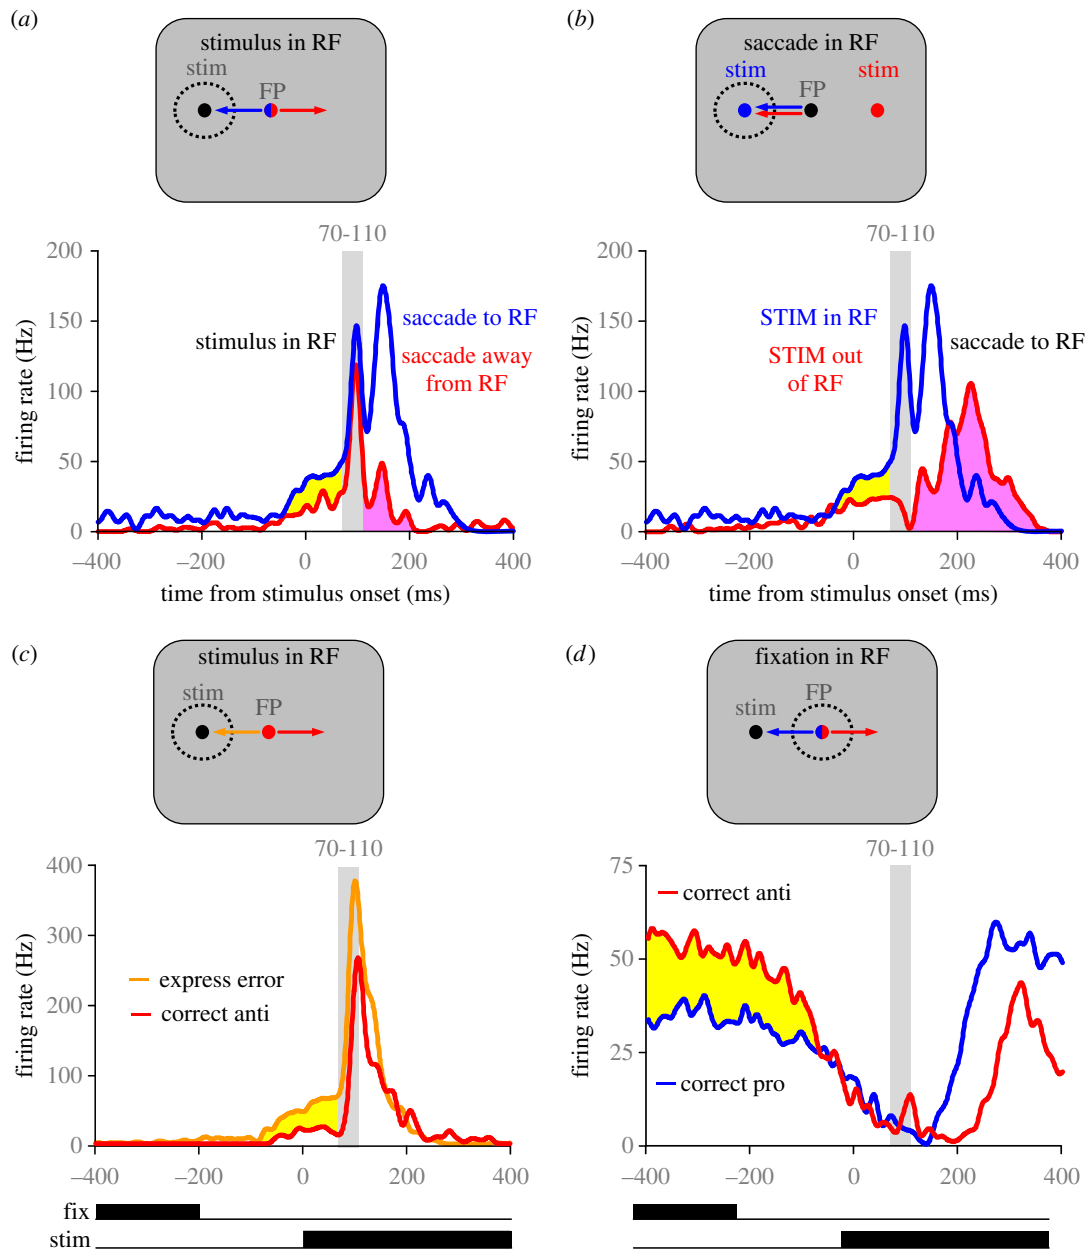 (a)
stimulus in RF
stim
FP
70-110
200
150
100
50
0
firing rate (Hz)
stimulus in RF
saccade to RF
saccade away
from RF
–400
–200
0
200
400
time from stimulus onset (ms)
(b)
saccade in RF
stim
stim
FP
70-110
200
150
100
50
0
firing rate (Hz)
STIM in RF
STIM out
of RF
saccade to RF
–400
–200
0
200
400
time from stimulus onset (ms)
(c)
stimulus in RF
stim
FP
70-110
400
300
200
100
0
firing rate (Hz)
express error
correct anti
–400
–200
0
200
400
fix
stim
(d)
fixation in RF
FP
stim
70-110
75
50
25
0
firing rate (Hz)
correct anti
correct pro
–400
–200
0
200
400